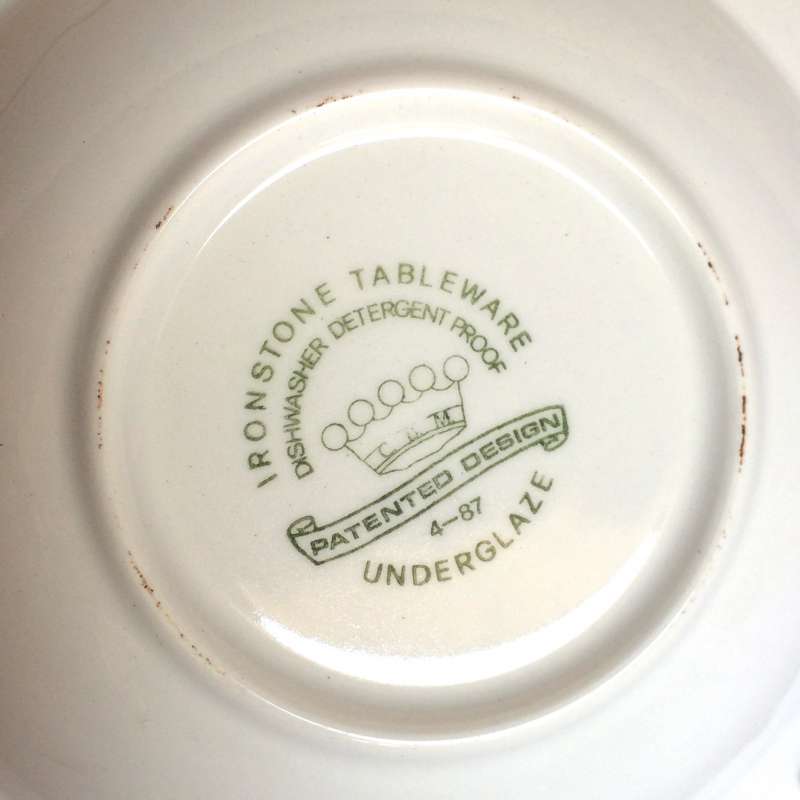 IRONSTONE TABLEWARE
DISHWASHER DETERGENT PROOF
PATENTED DESIGN
4-87
UNDERGLAZE